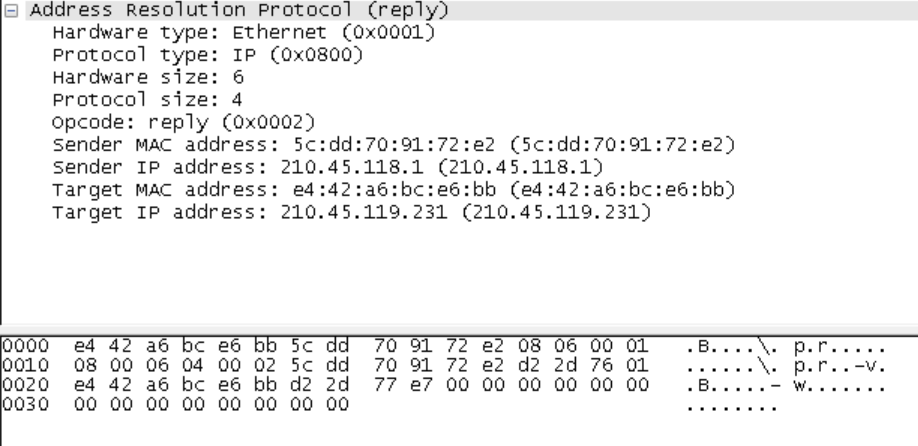 Address Resolution Protocol (reply)
Hardware type: Ethernet (0x0001)
Protocol type: IP (0x0800)
Hardware size: 6
Protocol size: 4
Opcode: reply (0x0002)
Sender MAC address: 5c:dd:70:91:72:e2 (5c:dd:70:91:72:e2)
Sender IP address: 210.45.118.1 (210.45.118.1)
Target MAC address: e4:42:a6:bc:e6:bb (e4:42:a6:bc:e6:bb)
Target IP address: 210.45.119.231 (210.45.119.231)
0000 e4 42 a6 bc e6 bb 5c dd 70 91 72 e2 08 06 00 01 .B....\. p.r.....
0010 08 00 06 04 00 02 5c dd 70 91 72 e2 d2 2d 76 01 ......\. p.r..-v.
0020 e4 42 a6 bc e6 bb d2 2d 77 e7 00 00 00 00 00 00 .B.....- w.......
0030 00 00 00 00 00 00 00 00 ........